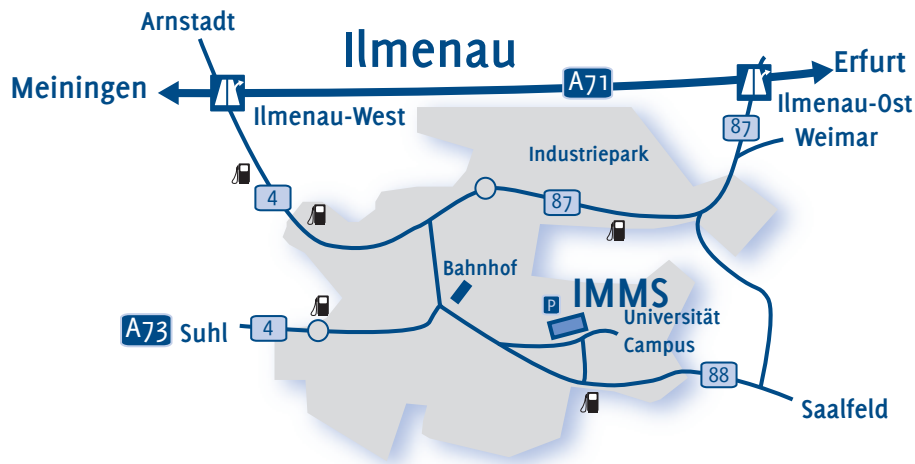 Arnstadt
Ilmenau
Meiningen
A71
Erfurt
Ilmenau-West
Ilmenau-Ost
87
Weimar
Industriepark
4
87
Bahnhof
IMMS
P
Universität
Campus
A73
Suhl
4
88
Saalfeld